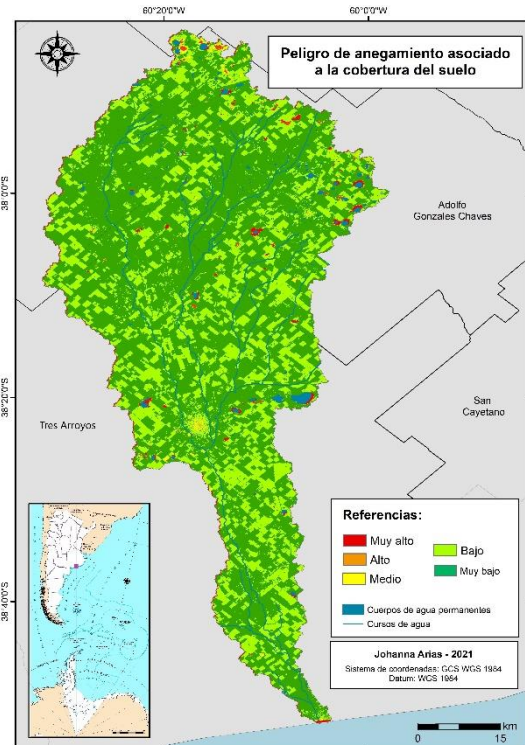 60°20'0"W
60°0'0"W
Peligro de anegamiento asociado
a la cobertura del suelo
38°0'0"S
Adolfo
Gonzales Chaves
38°20'0"S
Tres Arroyos
San
Cayetano
Referencias:
Muy alto
Alto
Medio
Bajo
Muy bajo
Cuerpos de agua permanentes
Cursos de agua
38°40'0"S
Johanna Arias - 2021
Sistema de coordenadas: GCS WGS 1984
Datum: WGS 1984
km
0 15